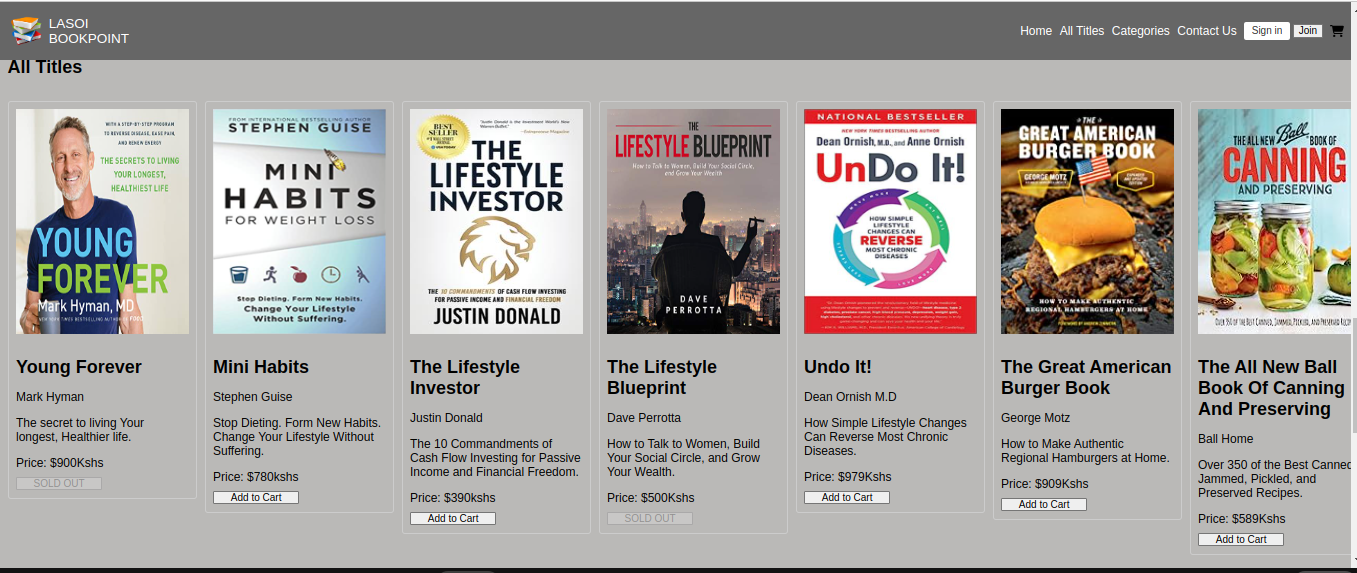 LASOI
BOOKPOINT
Home All Titles Categories Contact Us Sign in Join
All Titles
WITH A STEP-BY-STEP PROGRAM
TO REVERSE DISEASE, EASE PAIN,
AND RENEW ENERGY
THE SECRETS TO LIVING
YOUR LONGEST,
HEALTHIEST LIFE
YOUNG
FOREVER
Mark Hyman, MD
Young Forever
Mark Hyman
The secret to living Your
longest, Healthier life.
Price: $900Kshs
SOLD OUT
FROM INTERNATIONAL BESTSELLING AUTHOR
STEPHEN GUISE
MINI
HABITS
FOR WEIGHT LOSS
Stop Dieting. Form New Habits.
Change Your Lifestyle
Without Suffering.
Mini Habits
Stephen Guise
Stop Dieting. Form New Habits.
Change Your Lifestyle Without
Suffering.
Price: $780kshs
Add to Cart
BEST
SELLER
THE
LIFESTYLE
INVESTOR
THE 10 COMMANDMENTS OF CASH FLOW INVESTING
FOR PASSIVE INCOME AND FINANCIAL FREEDOM
JUSTIN DONALD
The Lifestyle
Investor
Justin Donald
The 10 Commandments of
Cash Flow Investing for Passive
Income and Financial Freedom.
Price: $390kshs
Add to Cart
THE
LIFESTYLE BLUEPRINT
How to Talk to Women, Build Your Social Circle,
and Grow Your Wealth
DAVE
PERROTTA
The Lifestyle
Blueprint
Dave Perrotta
How to Talk to Women, Build
Your Social Circle, and Grow
Your Wealth.
Price: $500Kshs
SOLD OUT
NATIONAL BESTSELLER
NEW YORK TIMES BESTSELLING AUTHOR
Dean Ornish, M.D., and Anne Ornish
UnDo It!
HOW SIMPLE
LIFESTYLE
CHANGES CAN
REVERSE
MOST CHRONIC
DISEASES
Undo It!
Dean Ornish M.D
How Simple Lifestyle Changes
Can Reverse Most Chronic
Diseases.
Price: $979Kshs
Add to Cart
THE
GREAT AMERICAN
BURGER BOOK
GEORGE MOTZ
HOW TO MAKE AUTHENTIC
REGIONAL HAMBURGERS AT HOME
The Great American
Burger Book
George Motz
How to Make Authentic
Regional Hamburgers at Home.
Price: $909Kshs
Add to Cart
THE ALL NEW Ball BOOK OF
CANNING
AND PRESERVING
OVER 350 OF THE BEST CANNED, JAMMED, PICKLED, AND PRESERVED
The All New Ball
Book Of Canning
And Preserving
Ball Home
Over 350 of the Best Canned
Jammed, Pickled, and
Preserved Recipes.
Price: $589Kshs
Add to Cart